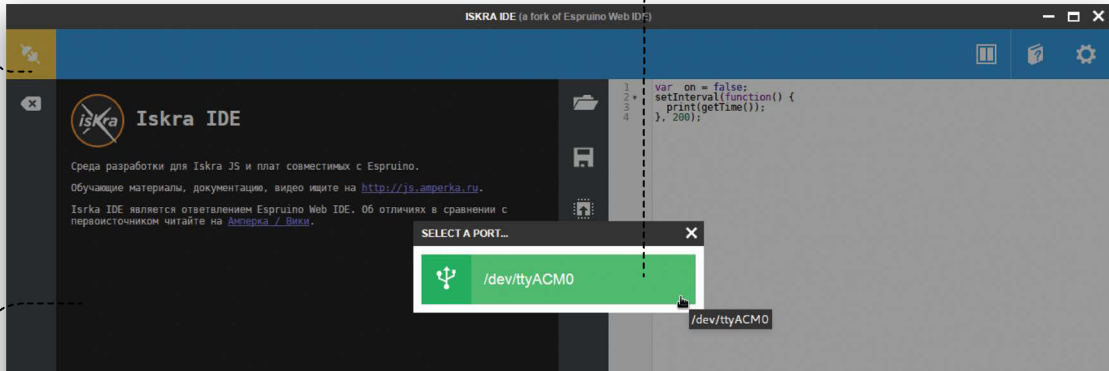 ISKRA IDE (a fork of Espruino Web IDE)
iskra
Iskra IDE
Среда разработки для Iskra JS и плат совместимых с Espruino.
Обучающие материалы, документацию, видео ищите на http://js.amperka.ru.
Isrka IDE является ответвлением Espruino Web IDE. Об отличиях в сравнении с
первоисточником читайте на Амперка / Вики.
1 var on = false;
2 setInterval(function() {
3 print(getTime());
4 }, 200);
SELECT A PORT...
/dev/ttyACM0
/dev/ttyACM0